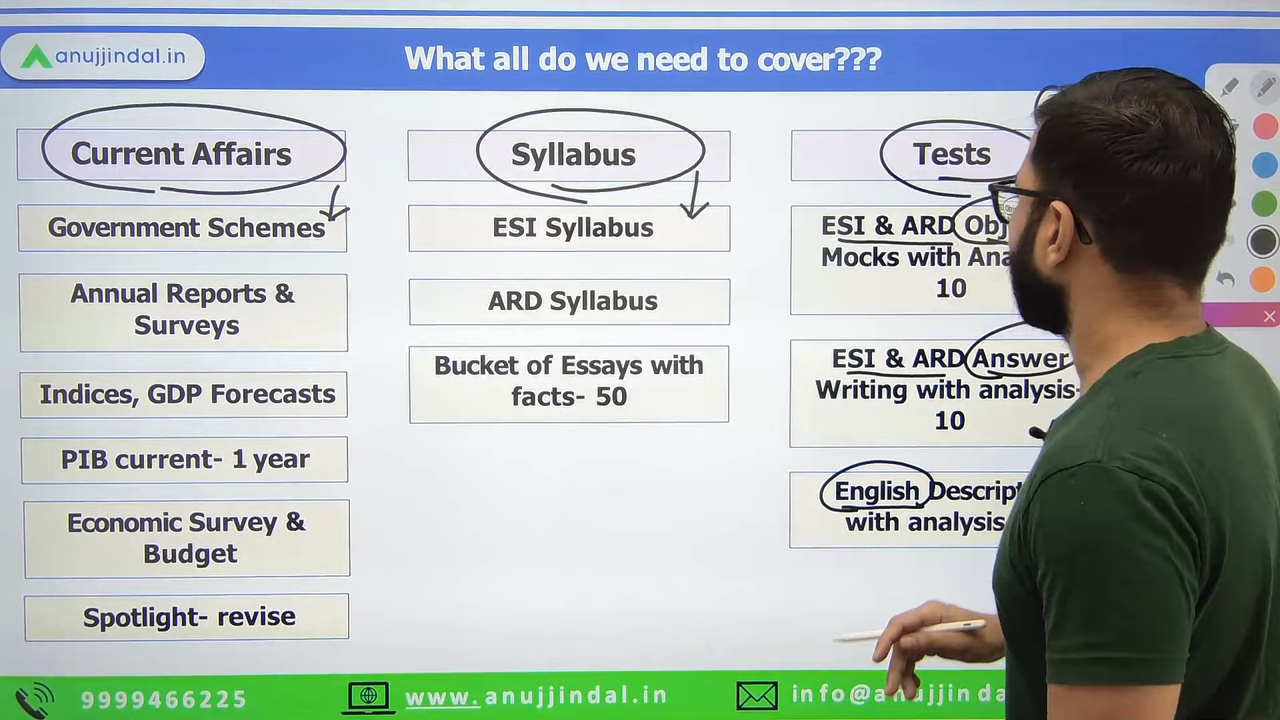 anujjindal.in
What all do we need to cover???
Current Affairs
Government Schemes
Annual Reports &
Surveys
Indices, GDP Forecasts
PIB current- 1 year
Economic Survey &
Budget
Spotlight- revise
Syllabus
ESI Syllabus
ARD Syllabus
Bucket of Essays with
facts- 50
Tests
ESI & ARD
Mocks with
10
ESI & ARD Answer
Writing with analysis-
10
English
with analysis
9999466225
www.anujjindal.in